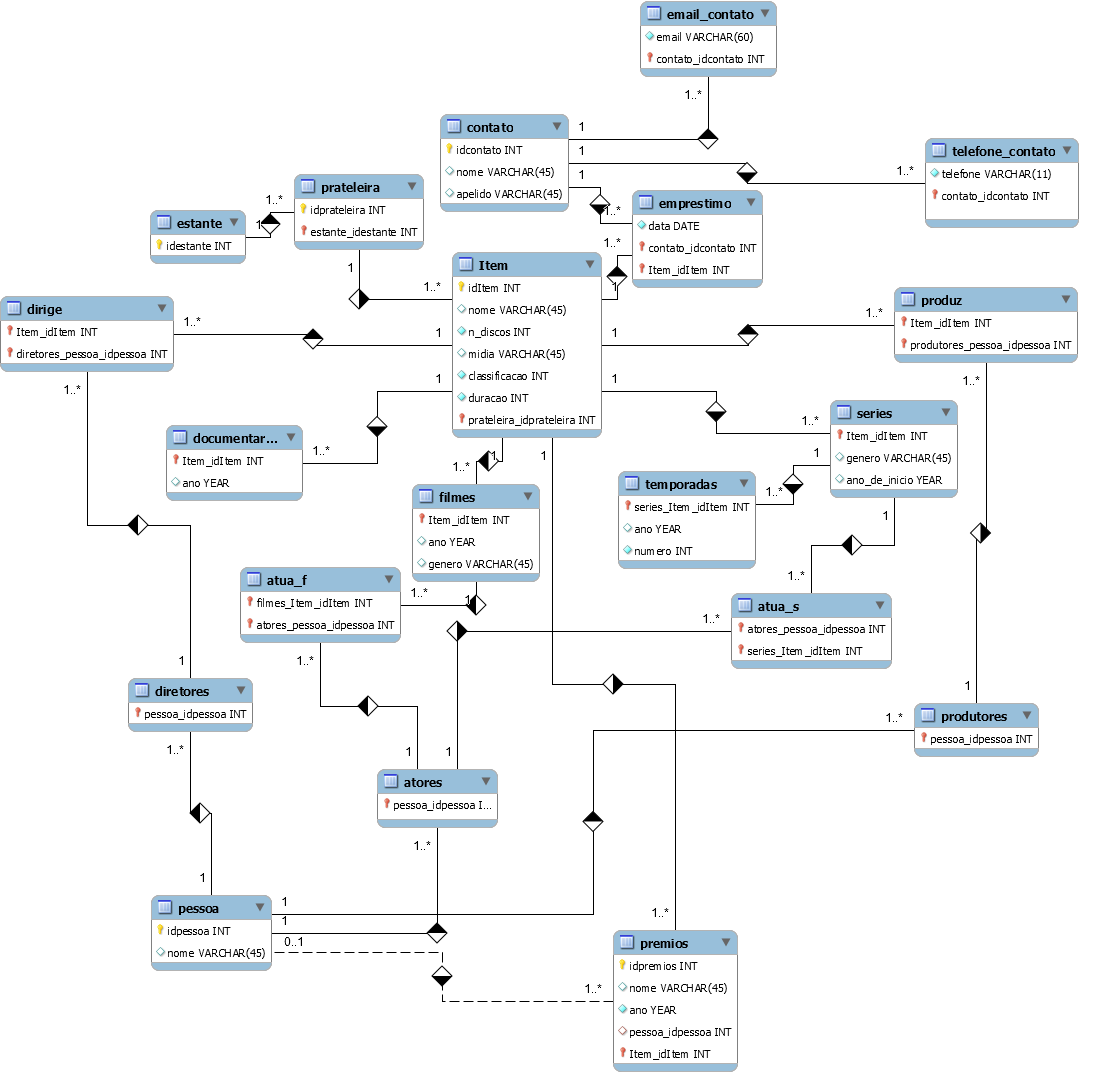 email_contato
email VARCHAR(60)
contato_idcontato INT
1..*
contato
idcontato INT
nome VARCHAR(45)
apelido VARCHAR(45)
1
1
1
1..*
telefone_contato
telefone VARCHAR(11)
contato_idcontato INT
1..*
prateleira
idprateleira INT
estante_idestante INT
1..*
1
estante
idestante INT
1
emprestimo
data DATE
contato_idcontato INT
Item_idItem INT
1..*
1..*
1
Item
idItem INT
nome VARCHAR(45)
n_discos INT
midia VARCHAR(45)
classificacao INT
duracao INT
prateleira_idprateleira INT
1..*
1
1
1
1
1
1
dirige
Item_idItem INT
diretores_pessoa_idpessoa INT
1..*
1..*
produz
Item_idItem INT
produtores_pessoa_idpessoa INT
1..*
1..*
documentar...
Item_idItem INT
ano YEAR
1..*
series
Item_idItem INT
genero VARCHAR(45)
ano_de_inicio YEAR
1..*
1
1
temporadas
series_Item_idItem INT
ano YEAR
numero INT
1..*
filmes
Item_idItem INT
ano YEAR
genero VARCHAR(45)
1..*
1
atua_f
filmes_Item_idItem INT
atores_pessoa_idpessoa INT
1..*
1..*
atua_s
atores_pessoa_idpessoa INT
series_Item_idItem INT
1..*
1..*
diretores
pessoa_idpessoa INT
1
1..*
produtores
pessoa_idpessoa INT
1
1..*
atores
pessoa_idpessoa I...
1
1
1..*
pessoa
idpessoa INT
nome VARCHAR(45)
1
1
1
0..1
premios
idpremios INT
nome VARCHAR(45)
ano YEAR
pessoa_idpessoa INT
Item_idItem INT
1..*
1..*